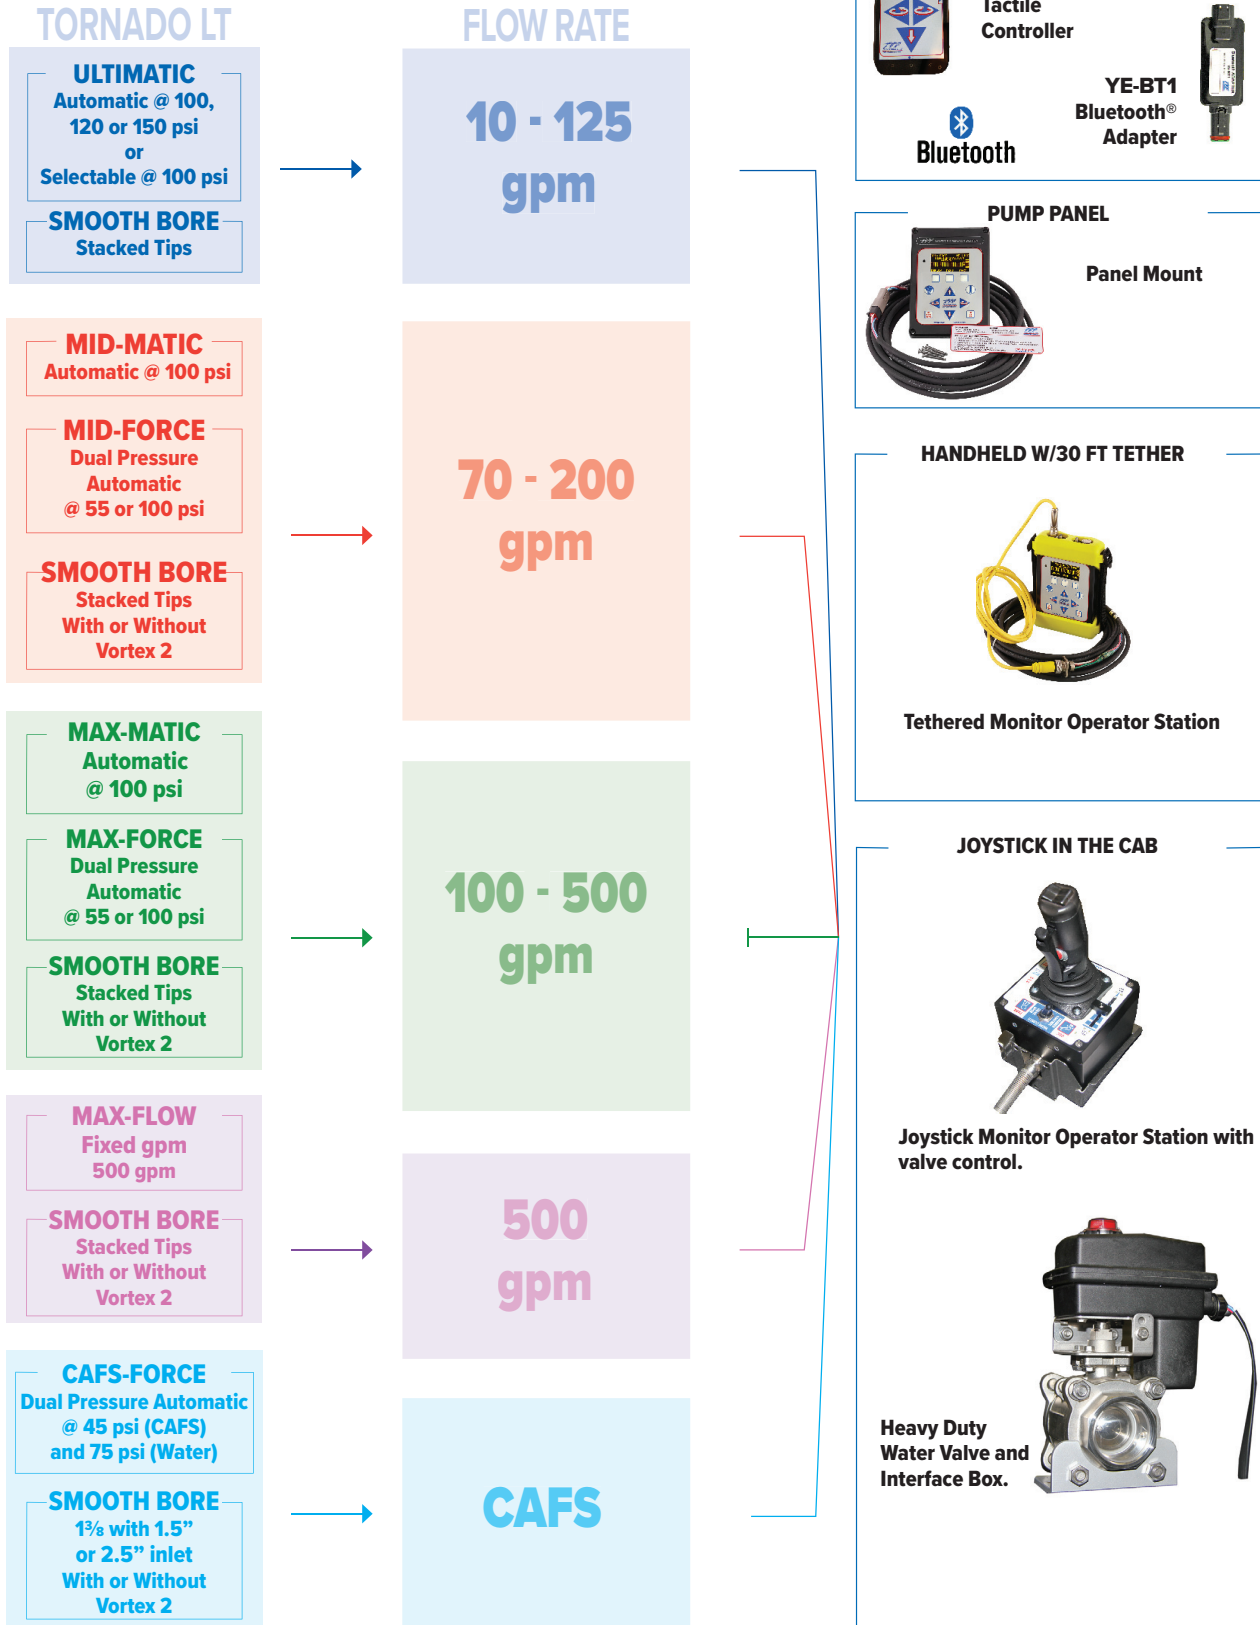 TORNADO LT
ULTIMATIC
Automatic @ 100,
120 or 150 psi
or
Selectable @ 100 psi
SMOOTH BORE
Stacked Tips
MID-MATIC
Automatic @ 100 psi
MID-FORCE
Dual Pressure
Automatic
@ 55 or 100 psi
SMOOTH BORE
Stacked Tips
With or Without
Vortex 2
MAX-MATIC
Automatic
@ 100 psi
MAX-FORCE
Dual Pressure
Automatic
@ 55 or 100 psi
SMOOTH BORE
Stacked Tips
With or Without
Vortex 2
MAX-FLOW
Fixed gpm
500 gpm
SMOOTH BORE
Stacked Tips
With or Without
Vortex 2
CAFS-FORCE
Dual Pressure Automatic
@ 45 psi (CAFS)
and 75 psi (Water)
SMOOTH BORE
1⅜ with 1.5”
or 2.5” inlet
With or Without
Vortex 2
FLOW RATE
10 - 125
gpm
70 - 200
gpm
100 - 500
gpm
500
gpm
CAFS
Tactile
Controller
YE-BT1
Bluetooth®
Adapter
Bluetooth
PUMP PANEL
Panel Mount
HANDHELD W/30 FT TETHER
Tethered Monitor Operator Station
JOYSTICK IN THE CAB
Joystick Monitor Operator Station with
valve control.
Heavy Duty
Water Valve and
Interface Box.